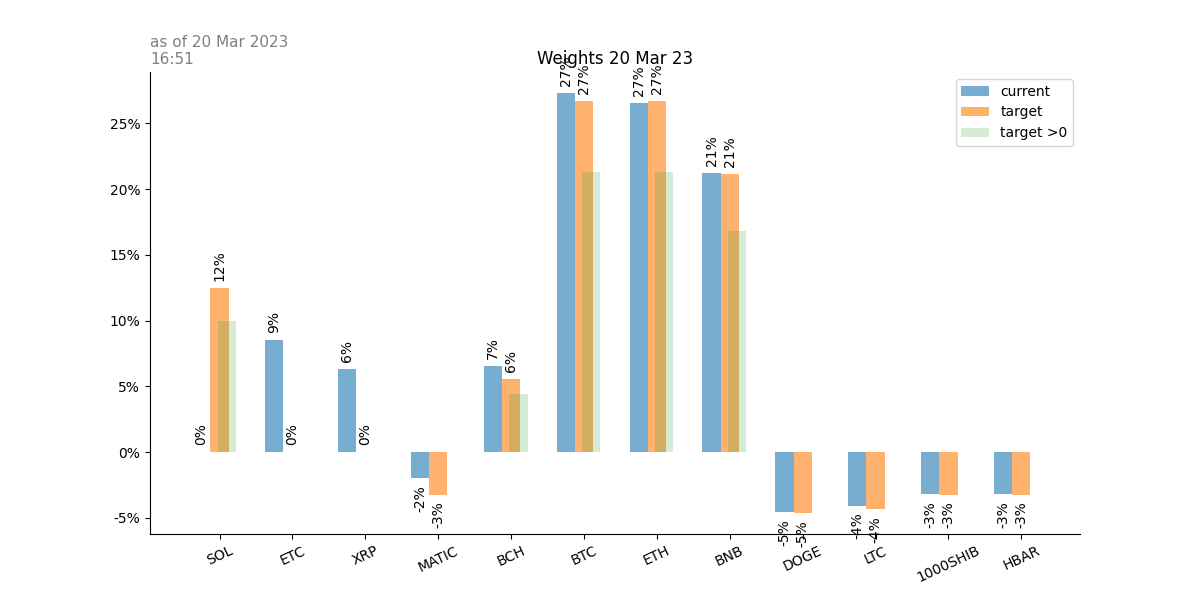 as of 20 Mar 2023
16:51
Weights 20 Mar 23
current
target
target >0
25%
20%
15%
10%
5%
0%
-5%
0%
12%
9%
0%
6%
0%
-2%
-3%
7%
6%
27%
27%
27%
27%
21%
21%
-5%
-5%
-4%
-4%
-3%
-3%
-3%
-3%
SOL
ETC
XRP
MATIC
BCH
BTC
ETH
BNB
DOGE
LTC
1000SHIB
HBAR